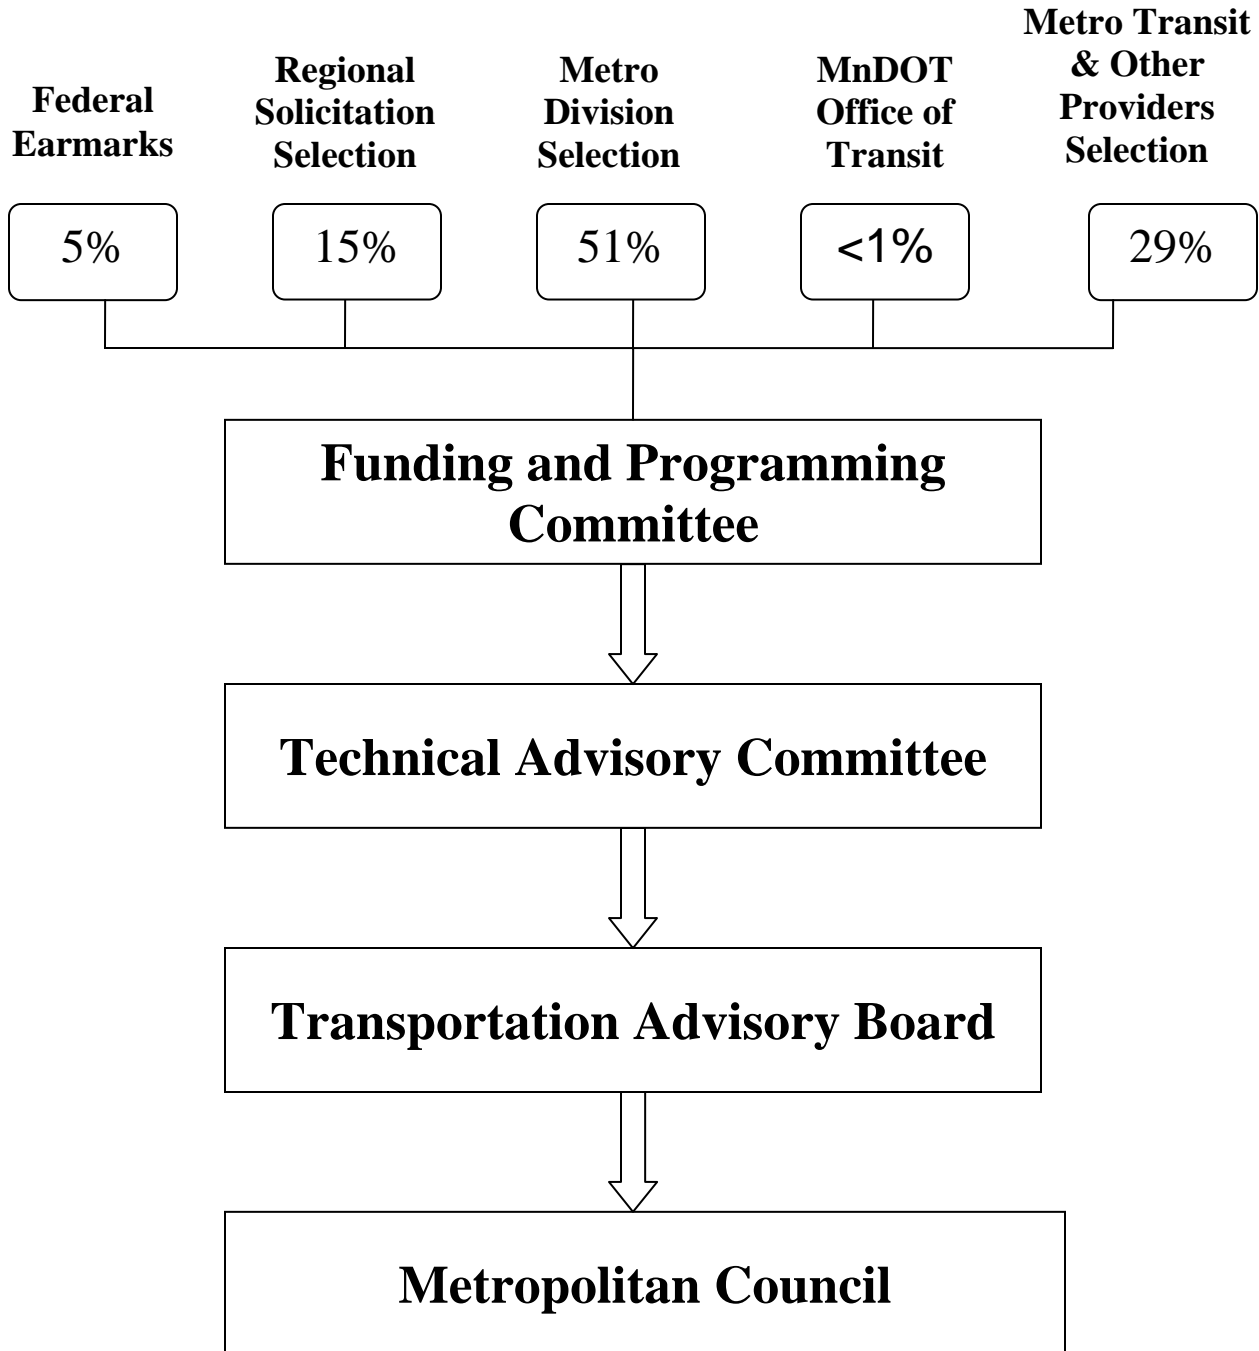 Federal
Earmarks
Regional
Solicitation
Selection
Metro
Division
Selection
MnDOT
Office of
Transit
Metro Transit
& Other
Providers
Selection
5%
15%
51%
<1%
29%
Funding and Programming
Committee
Technical Advisory Committee
Transportation Advisory Board
Metropolitan Council